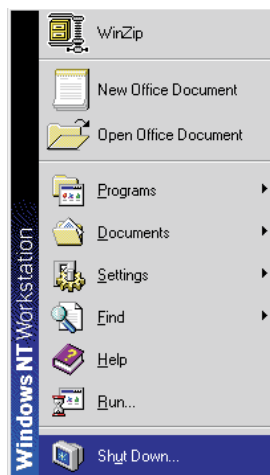 WinZip
New Office Document
Open Office Document
Programs
Documents
Settings
Find
Help
Run...
Shut Down...
Windows NT Workstation